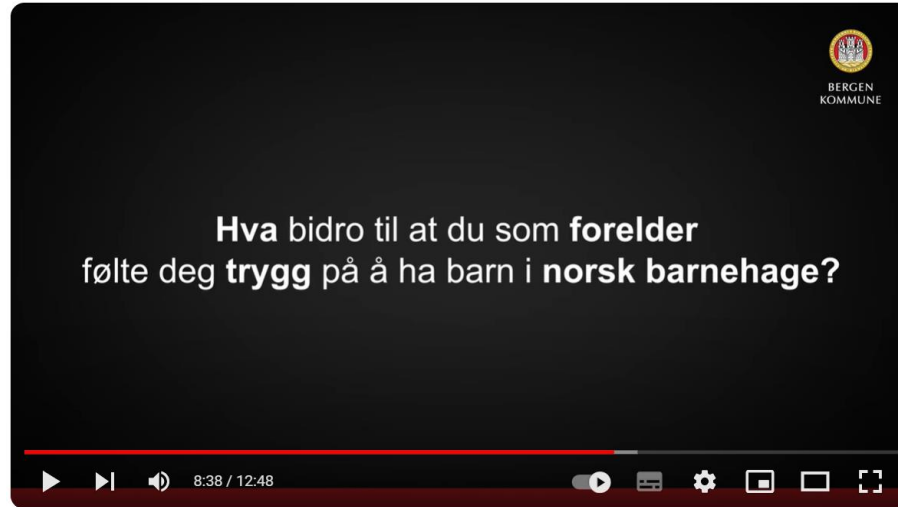 BERGEN
KOMMUNE
Hva bidro til at du som forelder
følte deg trygg på å ha barn i norsk barnehage?
8:38 / 12:48